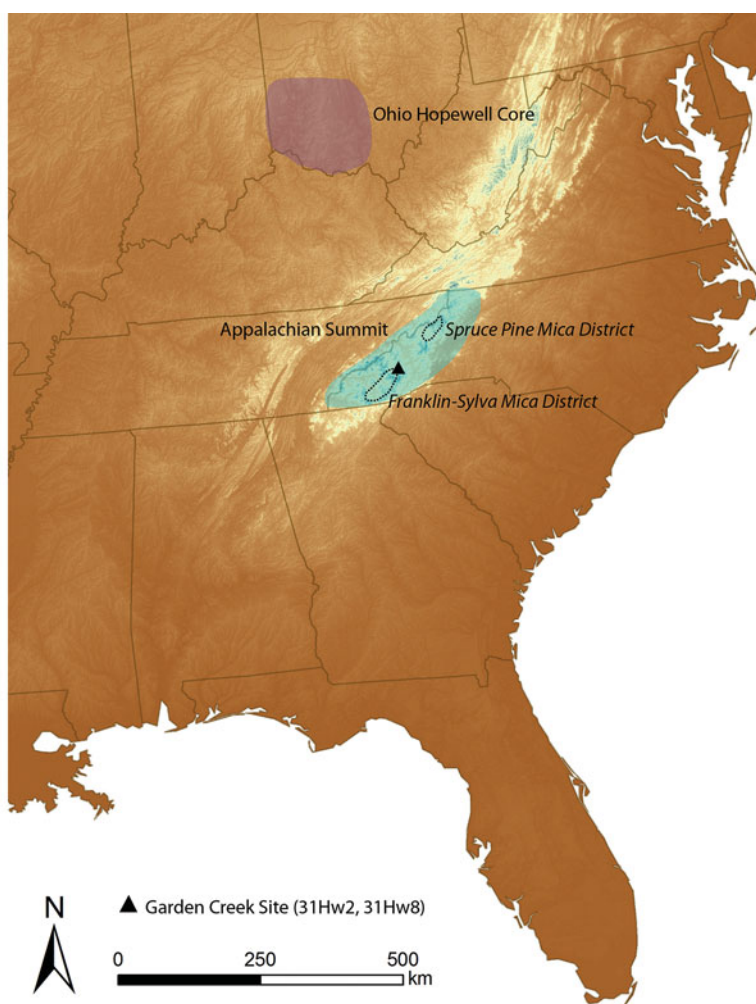 Ohio Hopewell Core
Appalachian Summit
Spruce Pine Mica District
Franklin-Sylva Mica District
N
Garden Creek Site (31Hw2, 31Hw8)
0 250 500
km